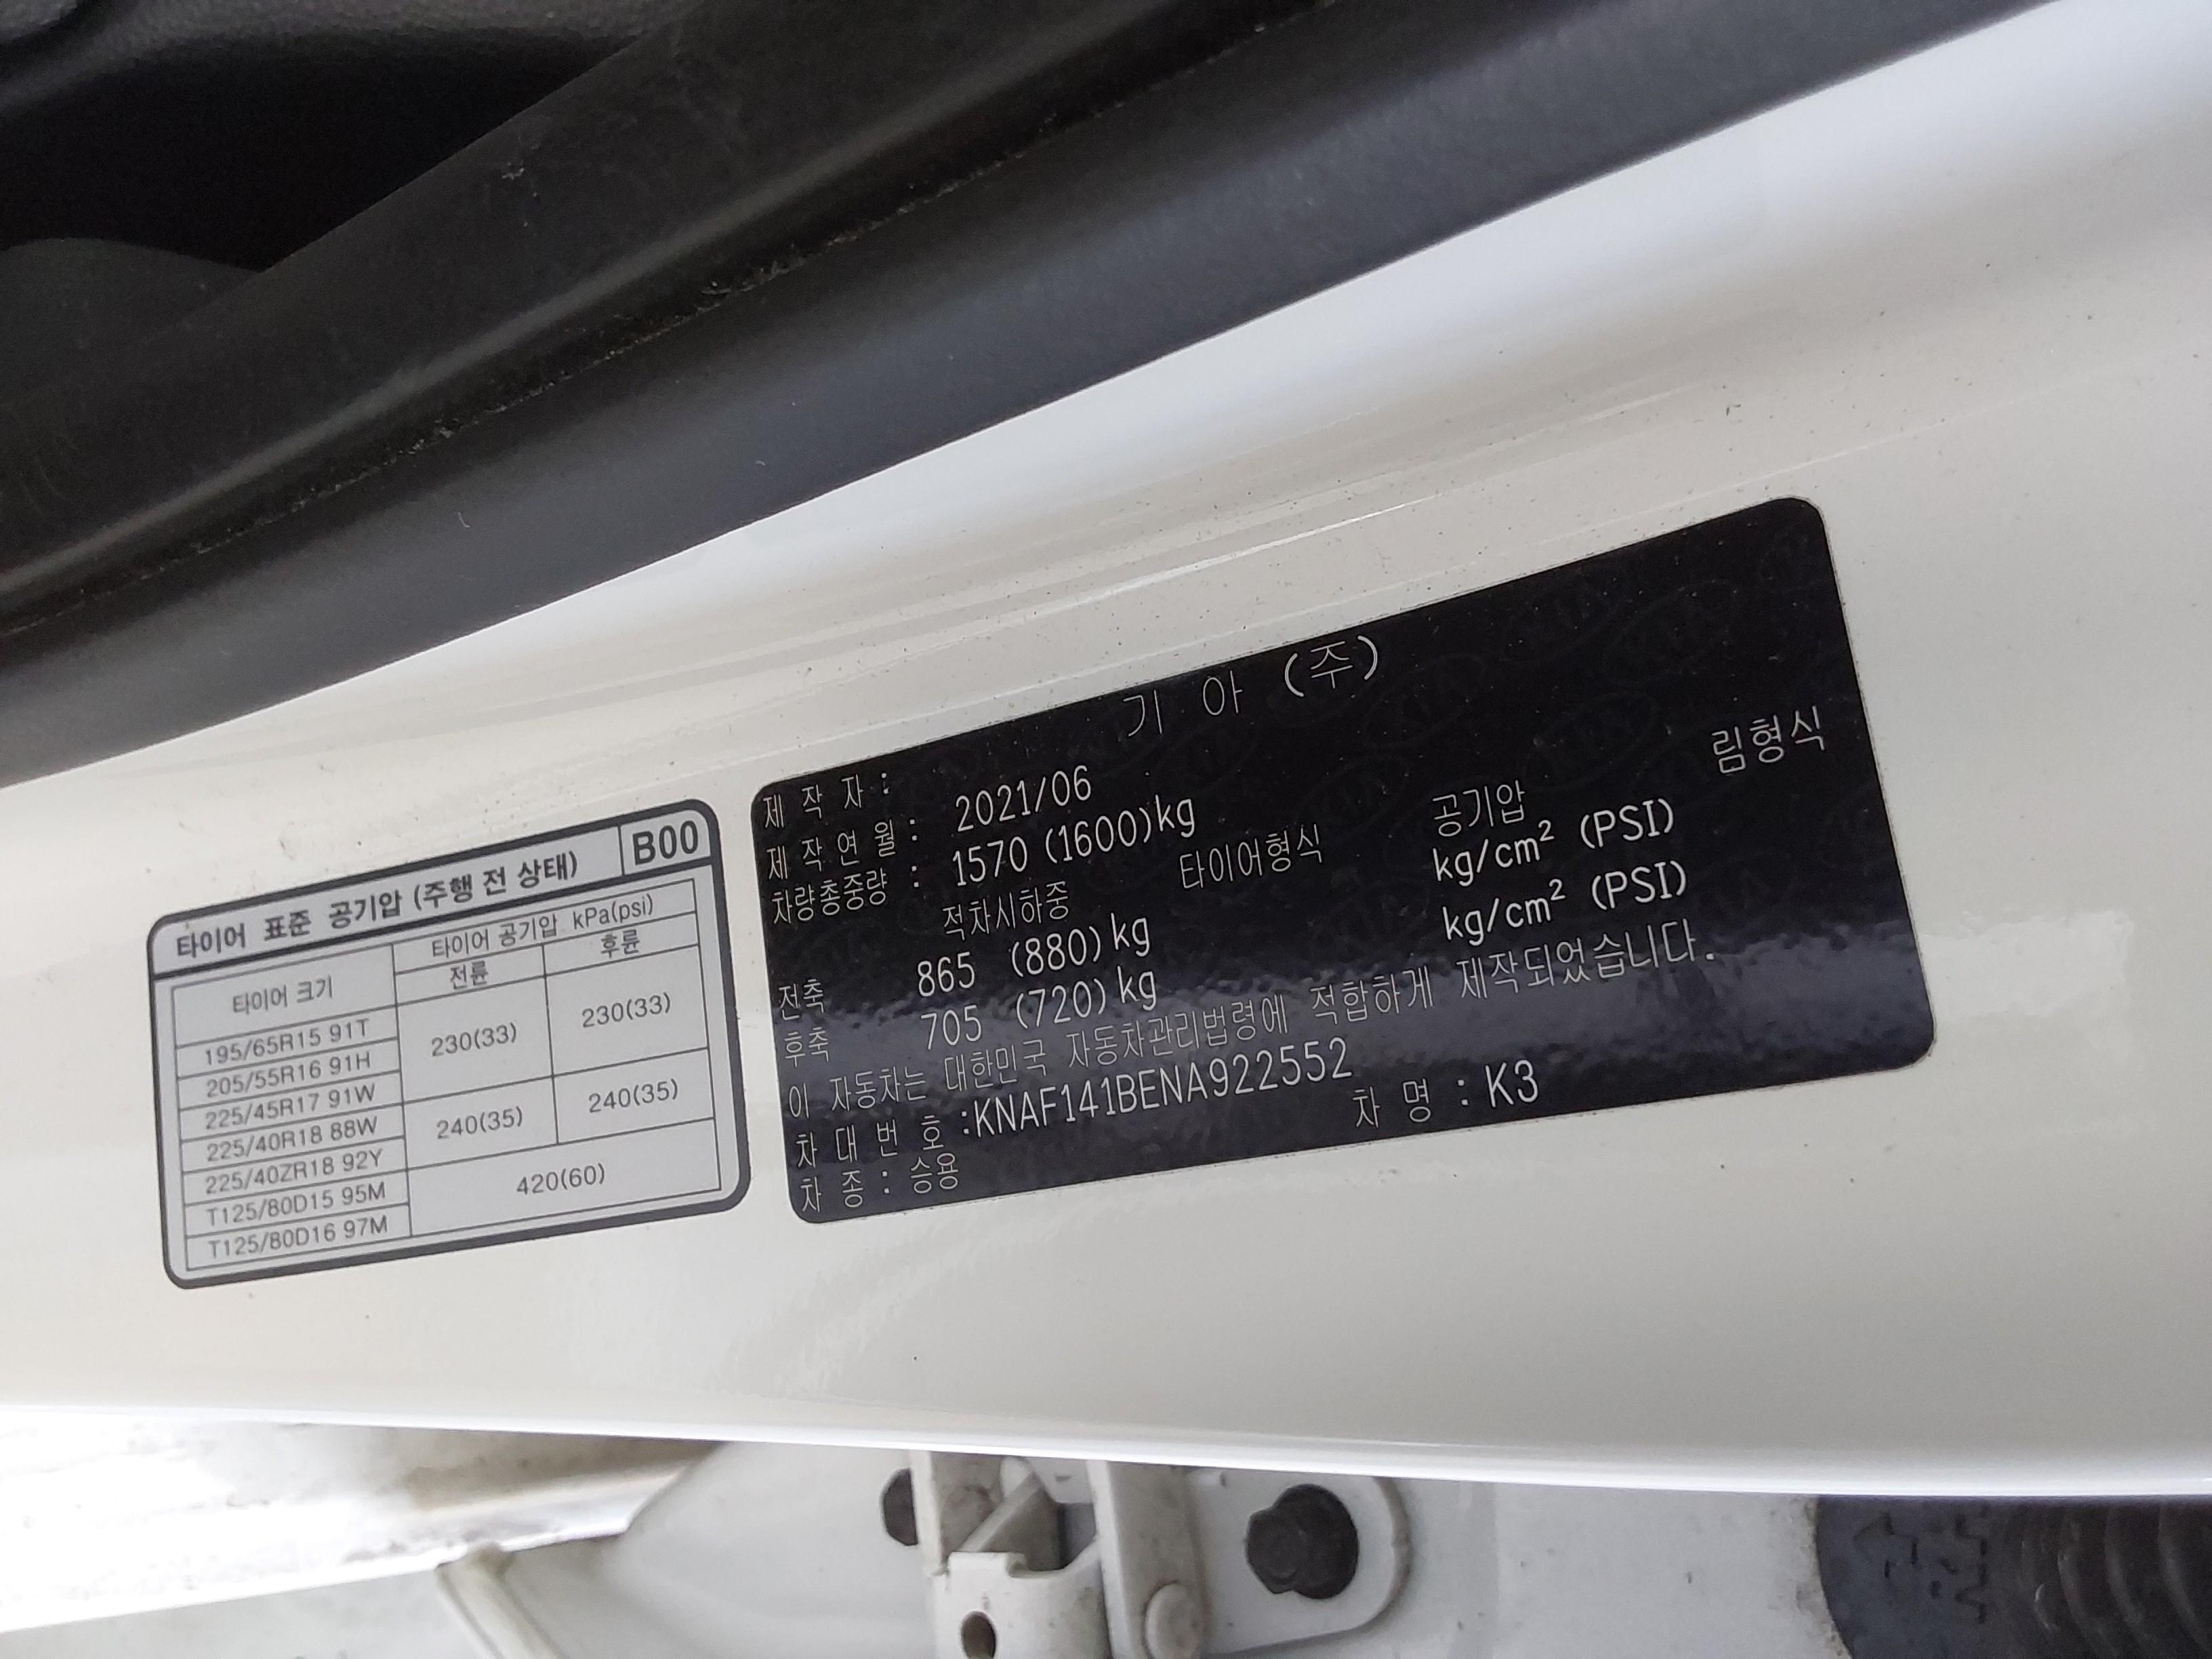 타이어 표준 공기압 (주행 전 상태) B00
타이어 크기 타이어 공기압 kPa(psi)
전륜 후륜
195/65R15 91T
205/55R16 91H
225/45R17 91W
230(33) 230(33)
225/40R18 88W
225/40ZR18 92Y
240(35) 240(35)
T125/80D15 95M
T125/80D16 97M
420(60)
제 작 자 : 기 아 (주)
제 작 연 월 : 2021/06
차량총중량 : 1570 (1600)kg
적차시하중 타이어형식 공기압 림형식
전축 865 (880)kg kg/cm² (PSI)
후축 705 (720)kg kg/cm² (PSI)
이 자동차는 대한민국 자동차관리법령에 적합하게 제작되었습니다.
차 대 번 호 :KNAF141BENA922552
차 종 : 승용 차 명 : K3